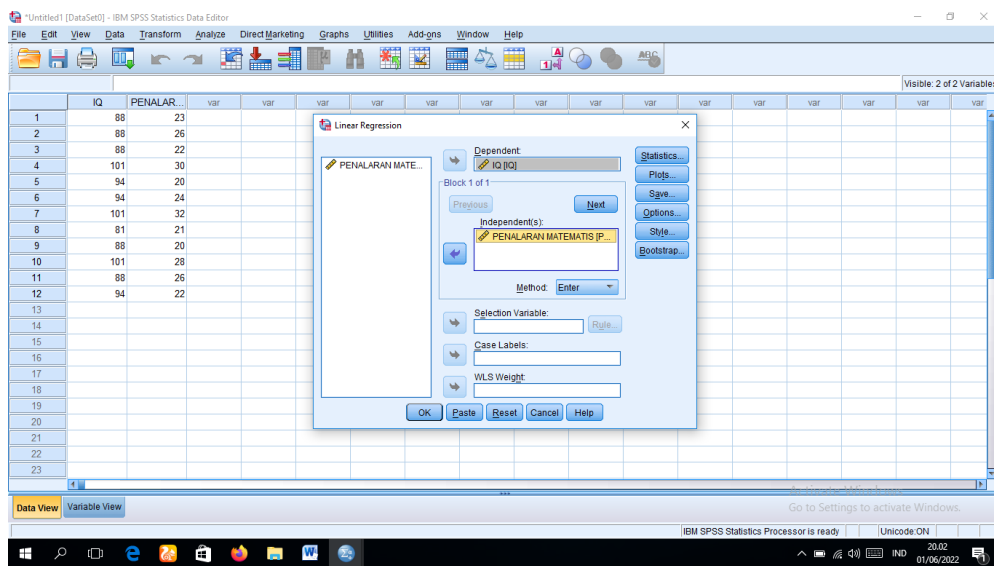 *Untitled1 [DataSet0] - IBM SPSS Statistics Data Editor
File Edit View Data Transform Analyze Direct Marketing Graphs Utilities Add-ons Window Help
Visible: 2 of 2 Variables
IQ PENALAR... var var var var var var var var var var var var var var var
1 88 23
2 88 26
3 88 22
4 101 30
5 94 20
6 94 24
7 101 32
8 81 21
9 88 20
10 101 28
11 88 26
12 94 22
13
14
15
16
17
18
19
20
21
22
23
Linear Regression
PENALARAN MATE...
Dependent:
IQ [IQ]
Block 1 of 1
Previous
Next
Independent(s):
PENALARAN MATEMATIS [P...
Method: Enter
Selection Variable:
Rule...
Case Labels:
WLS Weight:
Statistics...
Plots...
Save...
Options...
Style...
Bootstrap...
OK Paste Reset Cancel Help
Data View Variable View
Activate Windows
Go to Settings to activate Windows.
IBM SPSS Statistics Processor is ready Unicode:ON
IND
20.02
01/06/2022